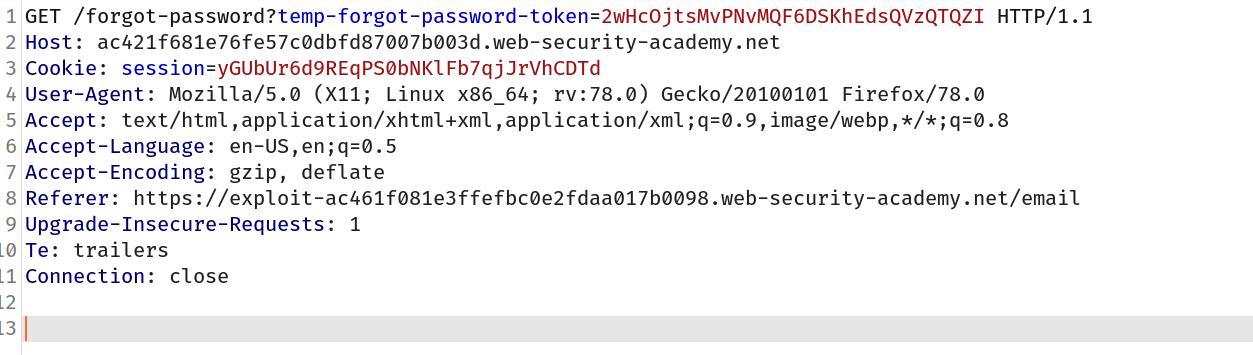 1 GET /forgot-password?temp-forgot-password-token=2wHcOjtsMvPNvMQF6DSKhEdsQVzQTQZI HTTP/1.1
2 Host: ac421f681e76fe57c0dbfd87007b003d.web-security-academy.net
3 Cookie: session=yGUbUr6d9REqPS0bNKlFb7qjJrVhCDTd
4 User-Agent: Mozilla/5.0 (X11; Linux x86_64; rv:78.0) Gecko/20100101 Firefox/78.0
5 Accept: text/html,application/xhtml+xml,application/xml;q=0.9,image/webp,*/*;q=0.8
6 Accept-Language: en-US,en;q=0.5
7 Accept-Encoding: gzip, deflate
8 Referer: https://exploit-ac461f081e3ffefbc0e2fdaa017b0098.web-security-academy.net/email
9 Upgrade-Insecure-Requests: 1
10 Te: trailers
11 Connection: close
12
13